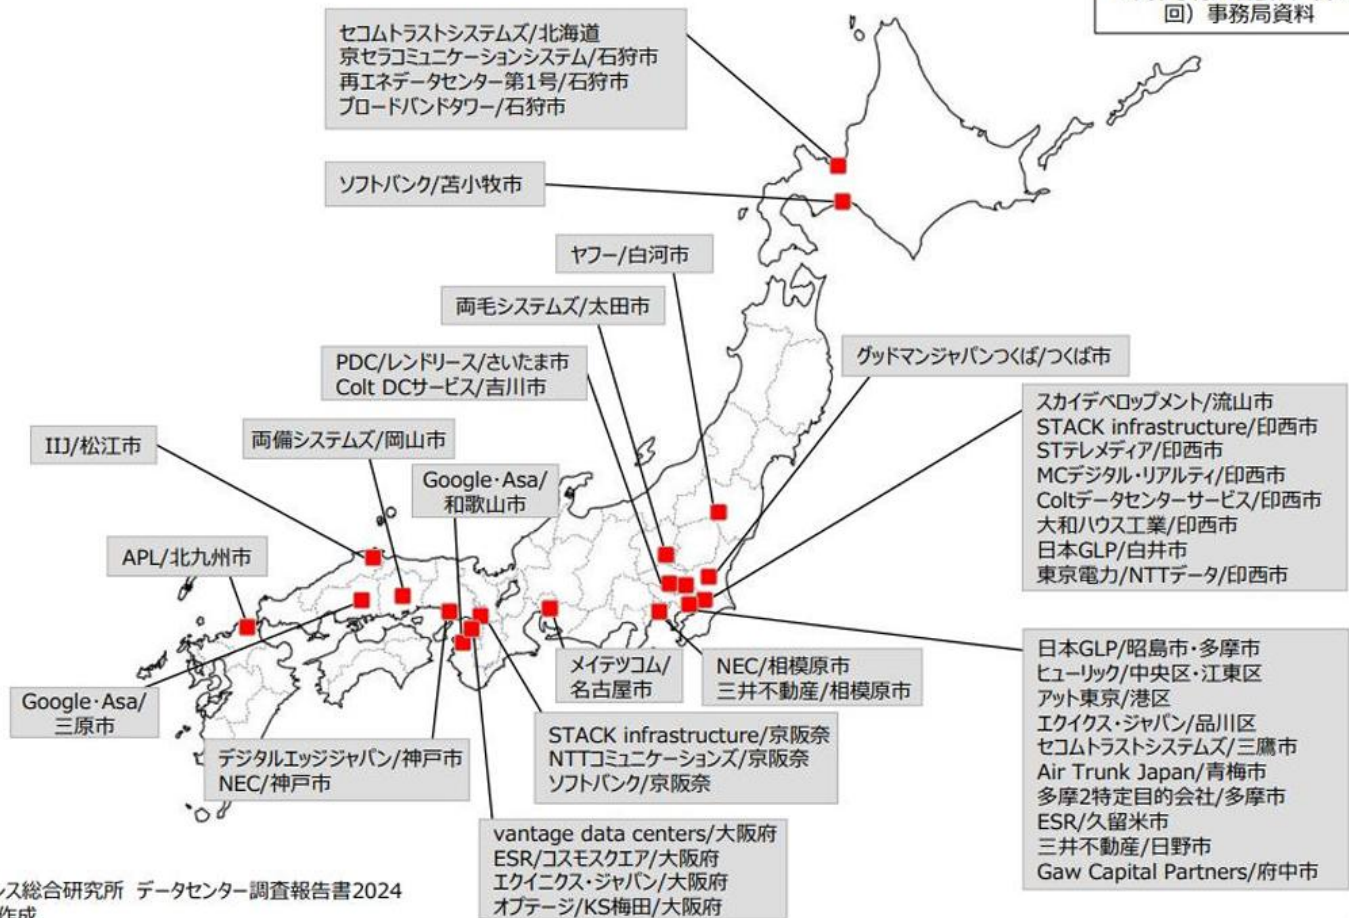 回）事務局資料
セコムトラストシステムズ/北海道
京セラコミュニケーションシステム/石狩市
再エネデータセンター第1号/石狩市
ブロードバンドタワー/石狩市
ソフトバンク/苫小牧市
ヤフー/白河市
両毛システムズ/太田市
PDC/レンドリース/さいたま市
Colt DCサービス/吉川市
グッドマンジャパンつくば/つくば市
スカイデベロップメント/流山市
STACK infrastructure/印西市
STテレメディア/印西市
MCデジタル・リアルティ/印西市
Coltデータセンターサービス/印西市
大和ハウス工業/印西市
日本GLP/白井市
東京電力/NTTデータ/印西市
IIJ/松江市
両備システムズ/岡山市
Google・Asa/
和歌山市
APL/北九州市
Google・Asa/
三原市
デジタルエッジジャパン/神戸市
NEC/神戸市
メイテツコム/
名古屋市
NEC/相模原市
三井不動産/相模原市
STACK infrastructure/京阪奈
NTTコミュニケーションズ/京阪奈
ソフトバンク/京阪奈
日本GLP/昭島市・多摩市
ヒューリック/中央区・江東区
アット東京/港区
エクイクス・ジャパン/品川区
セコムトラストシステムズ/三鷹市
Air Trunk Japan/青梅市
多摩2特定目的会社/多摩市
ESR/久留米市
三井不動産/日野市
Gaw Capital Partners/府中市
vantage data centers/大阪府
ESR/コスモスクエア/大阪府
エクイニクス・ジャパン/大阪府
オプテージ/KS梅田/大阪府
レス総合研究所 データセンター調査報告書2024
作成